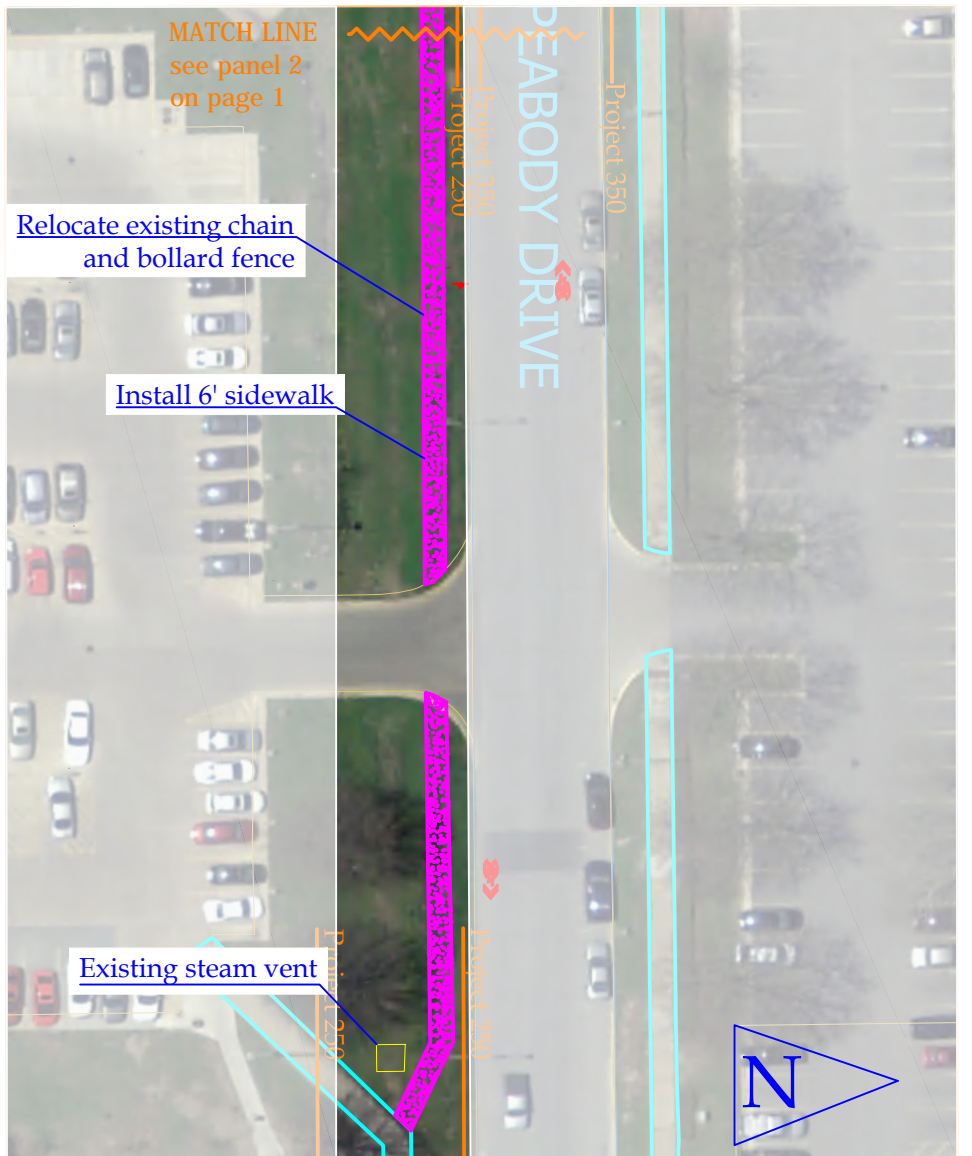 MATCH LINE
see panel 2
on page 1
PEABODY DRIVE
Project 250
Project 350
Project 350
Relocate existing chain
and bollard fence
Install 6' sidewalk
Existing steam vent
Project 250
Project 350
N